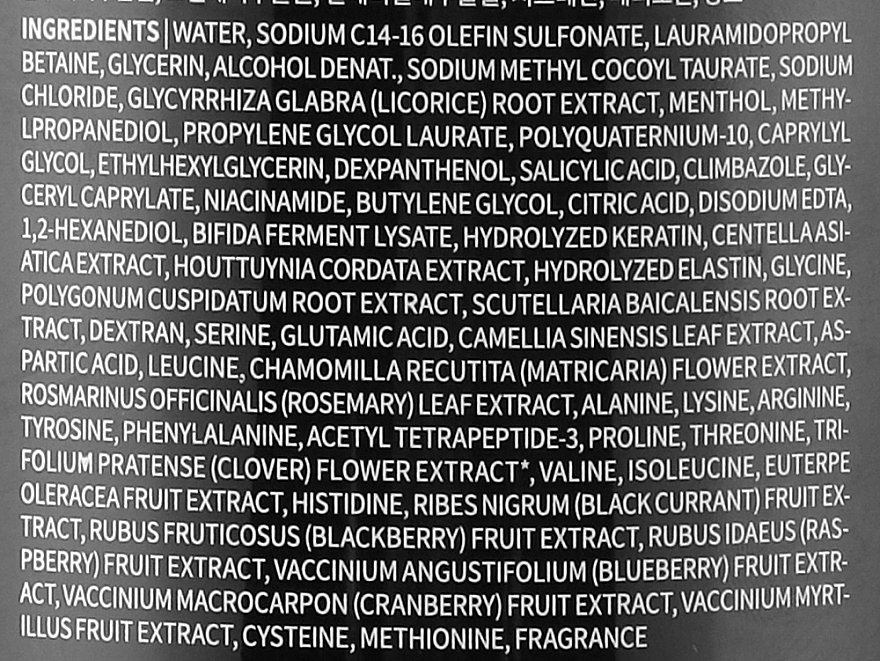 INGREDIENTS | WATER, SODIUM C14-16 OLEFIN SULFONATE, LAURAMIDOPROPYL
BETAINE, GLYCERIN, ALCOHOL DENAT., SODIUM METHYL COCOYL TAURATE, SODIUM
CHLORIDE, GLYCYRRHIZA GLABRA (LICORICE) ROOT EXTRACT, MENTHOL, METHY-
LPROPANEDIOL, PROPYLENE GLYCOL LAURATE, POLYQUATERNIUM-10, CAPRYLYL
GLYCOL, ETHYLHEXYLGLYCERIN, DEXPANTHENOL, SALICYLIC ACID, CLIMBAZOLE, GLY-
CERYL CAPRYLATE, NIACINAMIDE, BUTYLENE GLYCOL, CITRIC ACID, DISODIUM EDTA,
1,2-HEXANEDIOL, BIFIDA FERMENT LYSATE, HYDROLYZED KERATIN, CENTELLA ASI-
ATICA EXTRACT, HOUTTUYNIA CORDATA EXTRACT, HYDROLYZED ELASTIN, GLYCINE,
POLYGONUM CUSPIDATUM ROOT EXTRACT, SCUTELLARIA BAICALENSIS ROOT EX-
TRACT, DEXTRAN, SERINE, GLUTAMIC ACID, CAMELLIA SINENSIS LEAF EXTRACT, AS-
PARTIC ACID, LEUCINE, CHAMOMILLA RECUTITA (MATRICARIA) FLOWER EXTRACT,
ROSMARINUS OFFICINALIS (ROSEMARY) LEAF EXTRACT, ALANINE, LYSINE, ARGININE,
TYROSINE, PHENYLALANINE, ACETYL TETRAPEPTIDE-3, PROLINE, THREONINE, TRI-
FOLIUM PRATENSE (CLOVER) FLOWER EXTRACT*, VALINE, ISOLEUCINE, EUTERPE
OLERACEA FRUIT EXTRACT, HISTIDINE, RIBES NIGRUM (BLACK CURRANT) FRUIT EX-
TRACT, RUBUS FRUTICOSUS (BLACKBERRY) FRUIT EXTRACT, RUBUS IDAEUS (RAS-
PBERRY) FRUIT EXTRACT, VACCINIUM ANGUSTIFOLIUM (BLUEBERRY) FRUIT EXTR-
ACT, VACCINIUM MACROCARPON (CRANBERRY) FRUIT EXTRACT, VACCINIUM MYRT-
ILLUS FRUIT EXTRACT, CYSTEINE, METHIONINE, FRAGRANCE